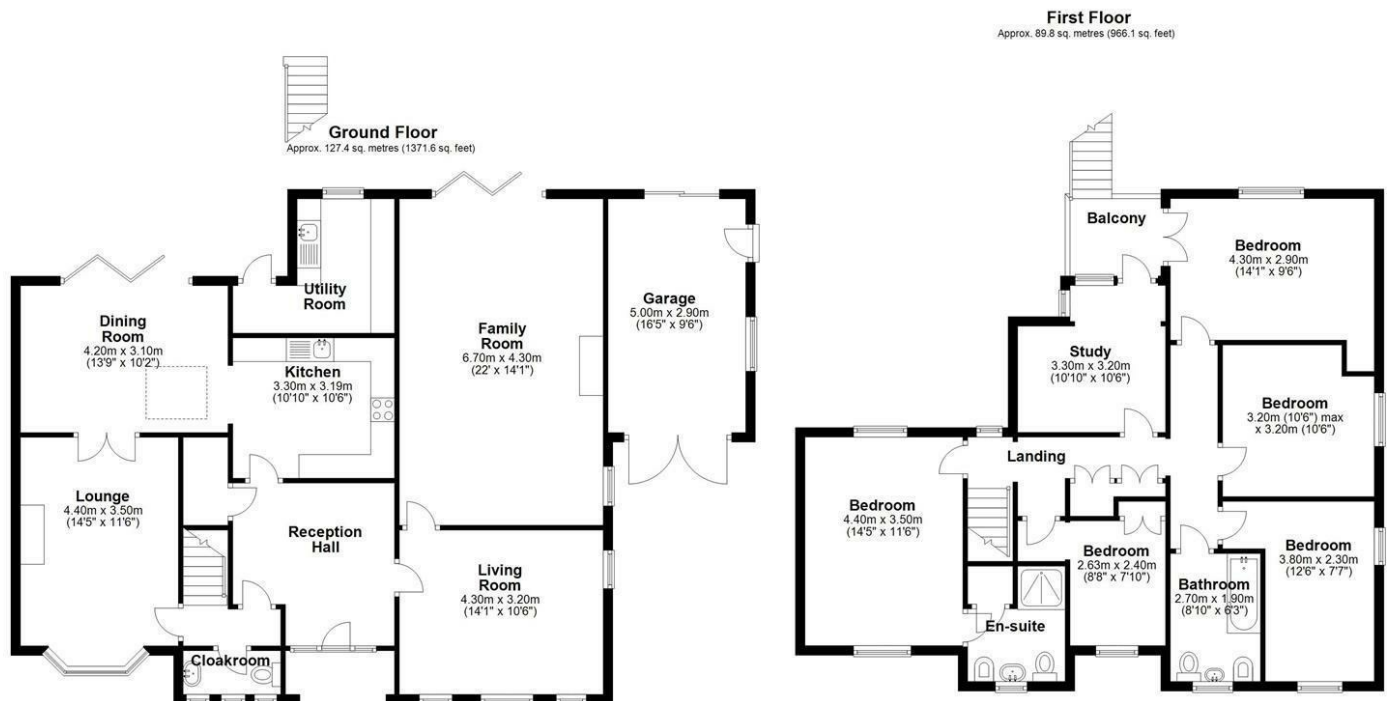 Ground Floor
Approx. 127.4 sq. metres (1371.6 sq. feet)
Utility
Room
Dining
Room
4.20m x 3.10m
(13'9" x 10'2")
Kitchen
3.30m x 3.19m
(10'10" x 10'6")
Family
Room
6.70m x 4.30m
(22' x 14'1")
Garage
5.00m x 2.90m
(16'5" x 9'6")
Lounge
4.40m x 3.50m
(14'5" x 11'6")
Reception
Hall
Living
Room
4.30m x 3.20m
(14'1" x 10'6")
Cloakroom
First Floor
Approx. 89.8 sq. metres (966.1 sq. feet)
Balcony
Bedroom
4.30m x 2.90m
(14'1" x 9'6")
Study
3.30m x 3.20m
(10'10" x 10'6")
Bedroom
3.20m (10'6") max
x 3.20m (10'6")
Landing
Bedroom
4.40m x 3.50m
(14'5" x 11'6")
Bedroom
2.63m x 2.40m
(8'8" x 7'10")
Bedroom
3.80m x 2.30m
(12'6" x 7'7")
Bathroom
2.70m x 1.90m
(8'10" x 6'3")
En-suite